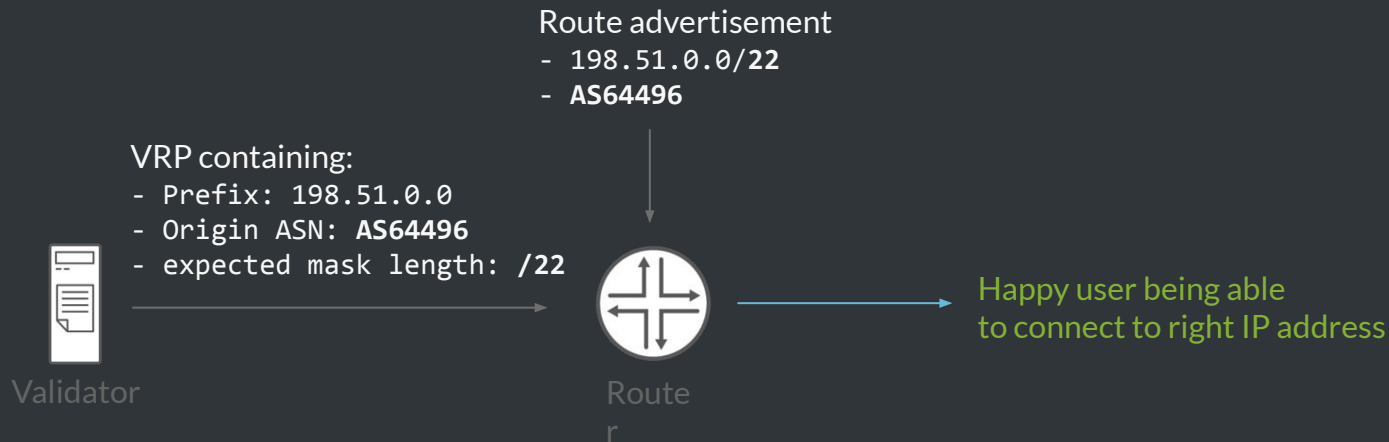 Route advertisement
- 198.51.0.0/22
- AS64496
VRP containing:
- Prefix: 198.51.0.0
- Origin ASN: AS64496
- expected mask length: /22
Happy user being able
to connect to right IP address
Validator
Route
r